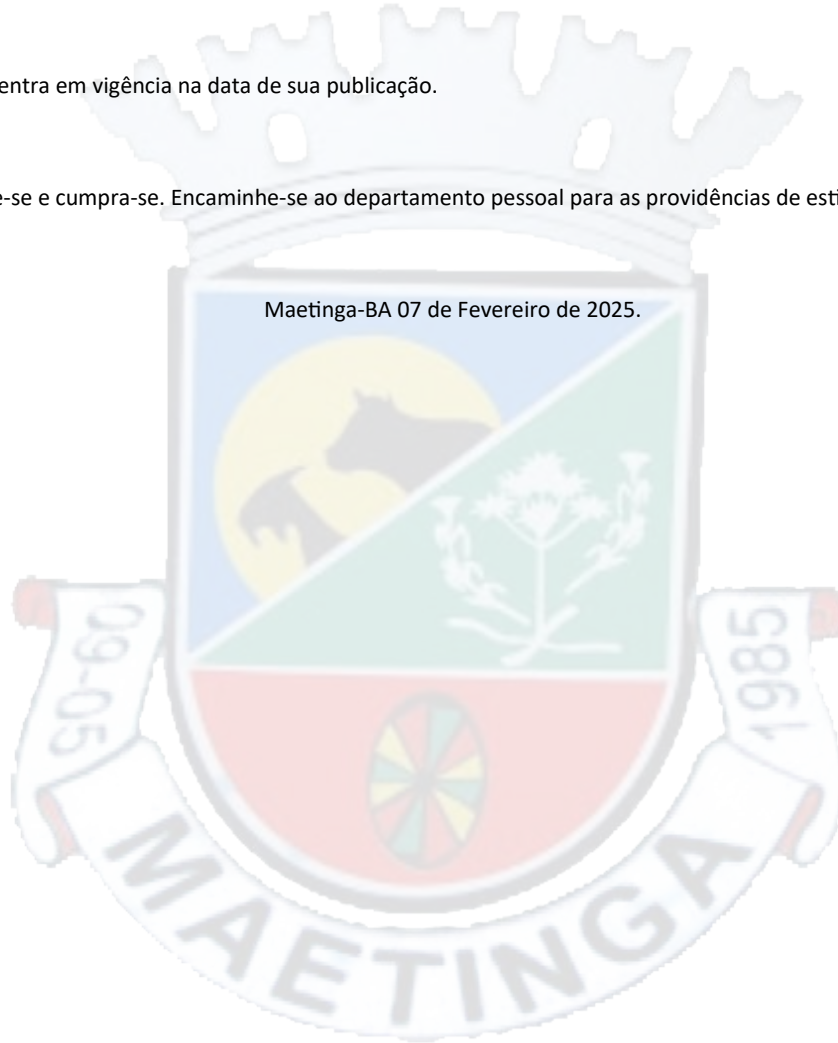 entra em vigência na data de sua publicação.
e-se e cumpra-se. Encaminhe-se ao departamento pessoal para as providências de esti
Maetinga-BA 07 de Fevereiro de 2025.
09-05
1985
MAETINGA